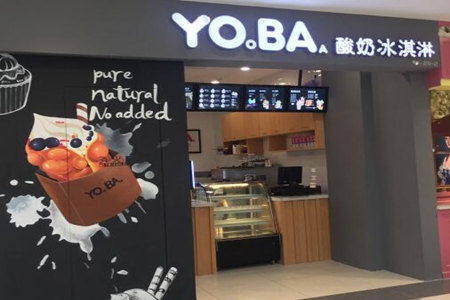 YO.BA.A 酸奶冰淇淋
pure
natural
No added
YO.BA.